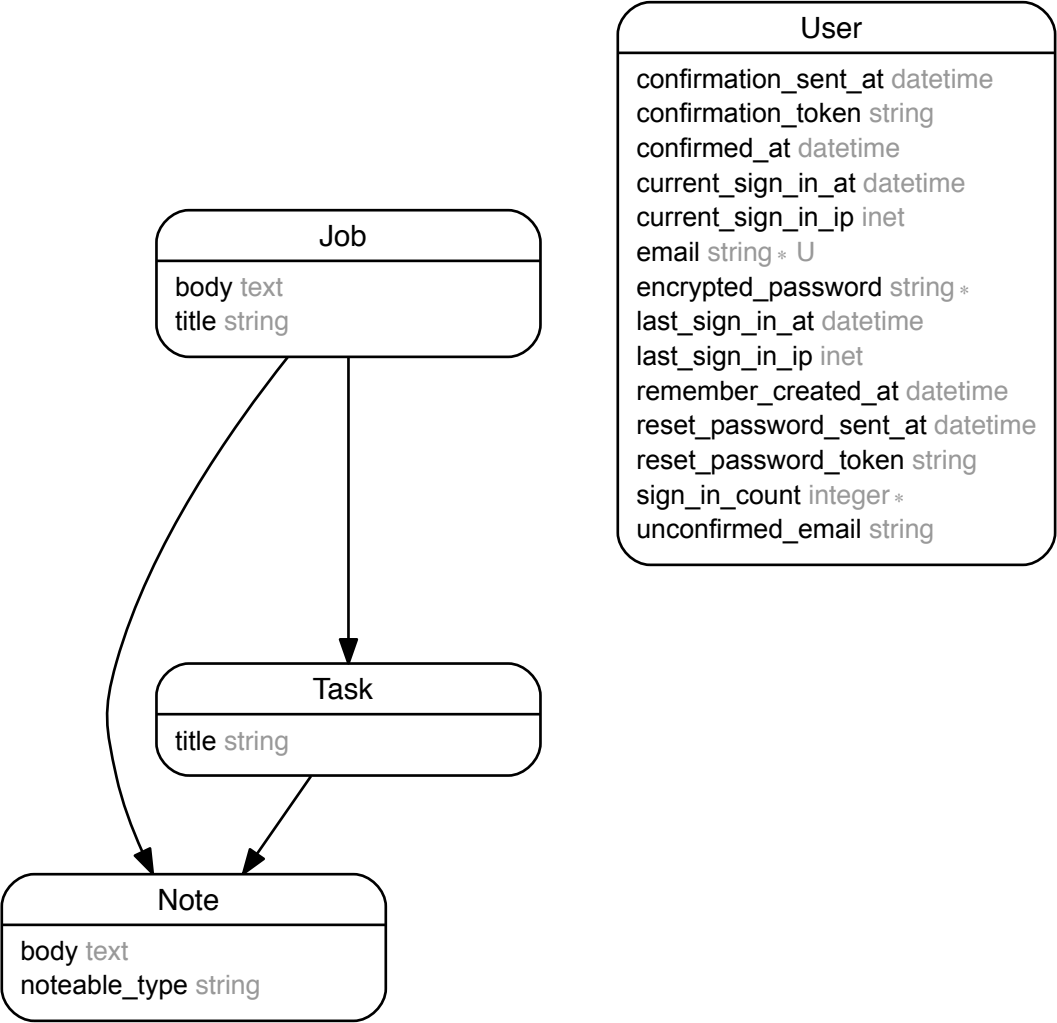 User
confirmation_sent_at datetime
confirmation_token string
confirmed_at datetime
current_sign_in_at datetime
current_sign_in_ip inet
email string * U
encrypted_password string *
last_sign_in_at datetime
last_sign_in_ip inet
remember_created_at datetime
reset_password_sent_at datetime
reset_password_token string
sign_in_count integer *
unconfirmed_email string
Job
body text
title string
Task
title string
Note
body text
noteable_type string